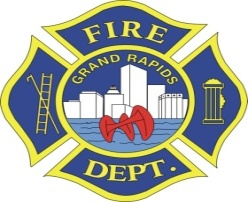 FIRE
GRAND RAPIDS
DEPT.